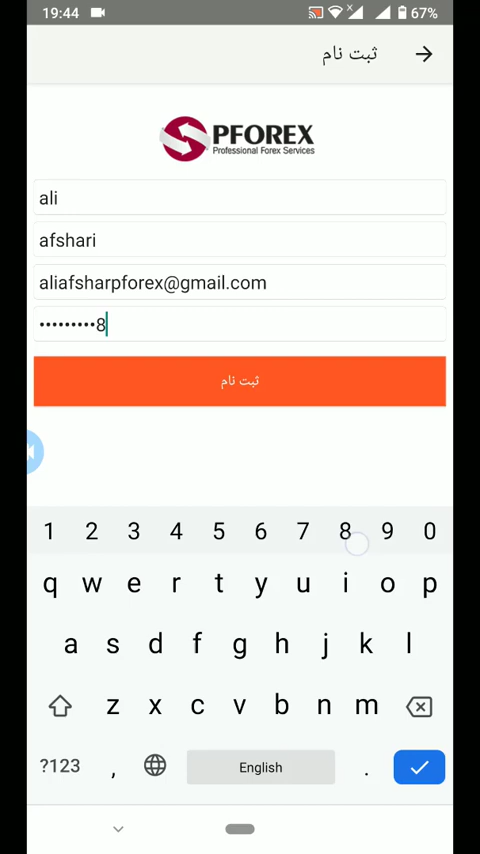 19:44
67%
ثبت نام
PFOREX
Professional Forex Services
ali
afshari
aliafsharpforex@gmail.com
•••••••••8
ثبت نام
1 2 3 4 5 6 7 8 9 0
q w e r t y u i o p
a s d f g h j k l
z x c v b n m
?123 , English .